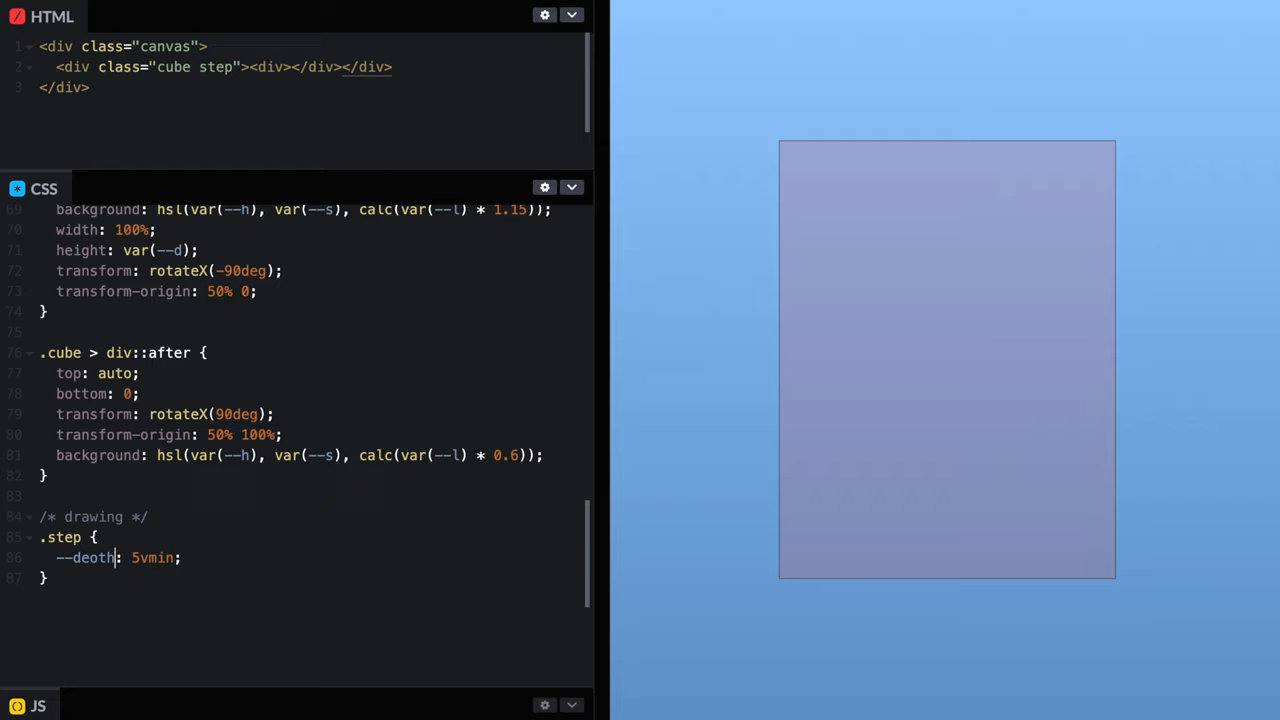 HTML
1 <div class="canvas">
2 <div class="cube step"><div></div></div>
3 </div>
CSS
69 background: hsl(var(--h), var(--s), calc(var(--l) * 1.15));
70 width: 100%;
71 height: var(--d);
72 transform: rotateX(-90deg);
73 transform-origin: 50% 0;
74 }
75
76 .cube > div::after {
77 top: auto;
78 bottom: 0;
79 transform: rotateX(90deg);
80 transform-origin: 50% 100%;
81 background: hsl(var(--h), var(--s), calc(var(--l) * 0.6));
82 }
83
84 /* drawing */
85 .step {
86 --deoth: 5vmin;
87 }
JS